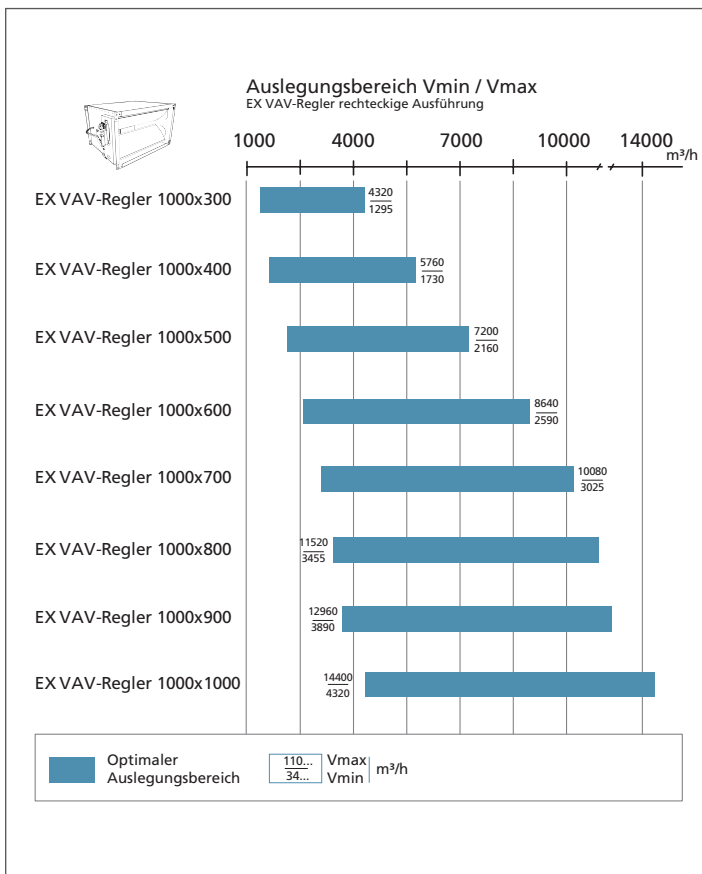 Auslegungsbereich Vmin / Vmax
EX VAV-Regler rechteckige Ausführung
1000 4000 7000 10000 14000
m³/h
EX VAV-Regler 1000x300
4320
1295
EX VAV-Regler 1000x400
5760
1730
EX VAV-Regler 1000x500
7200
2160
EX VAV-Regler 1000x600
8640
2590
EX VAV-Regler 1000x700
10080
3025
EX VAV-Regler 1000x800
11520
3455
EX VAV-Regler 1000x900
12960
3890
EX VAV-Regler 1000x1000
14400
4320
Optimaler
Auslegungsbereich
110... Vmax
34... Vmin
m³/h